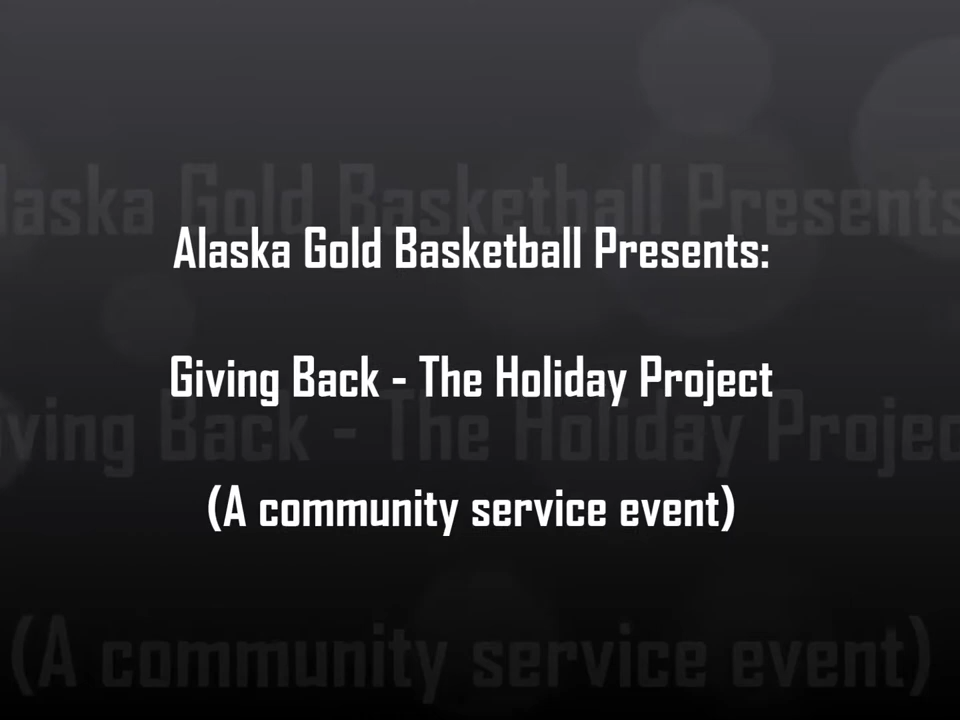 Alaska Gold Basketball Presents:
Giving Back - The Holiday Project
(A community service event)